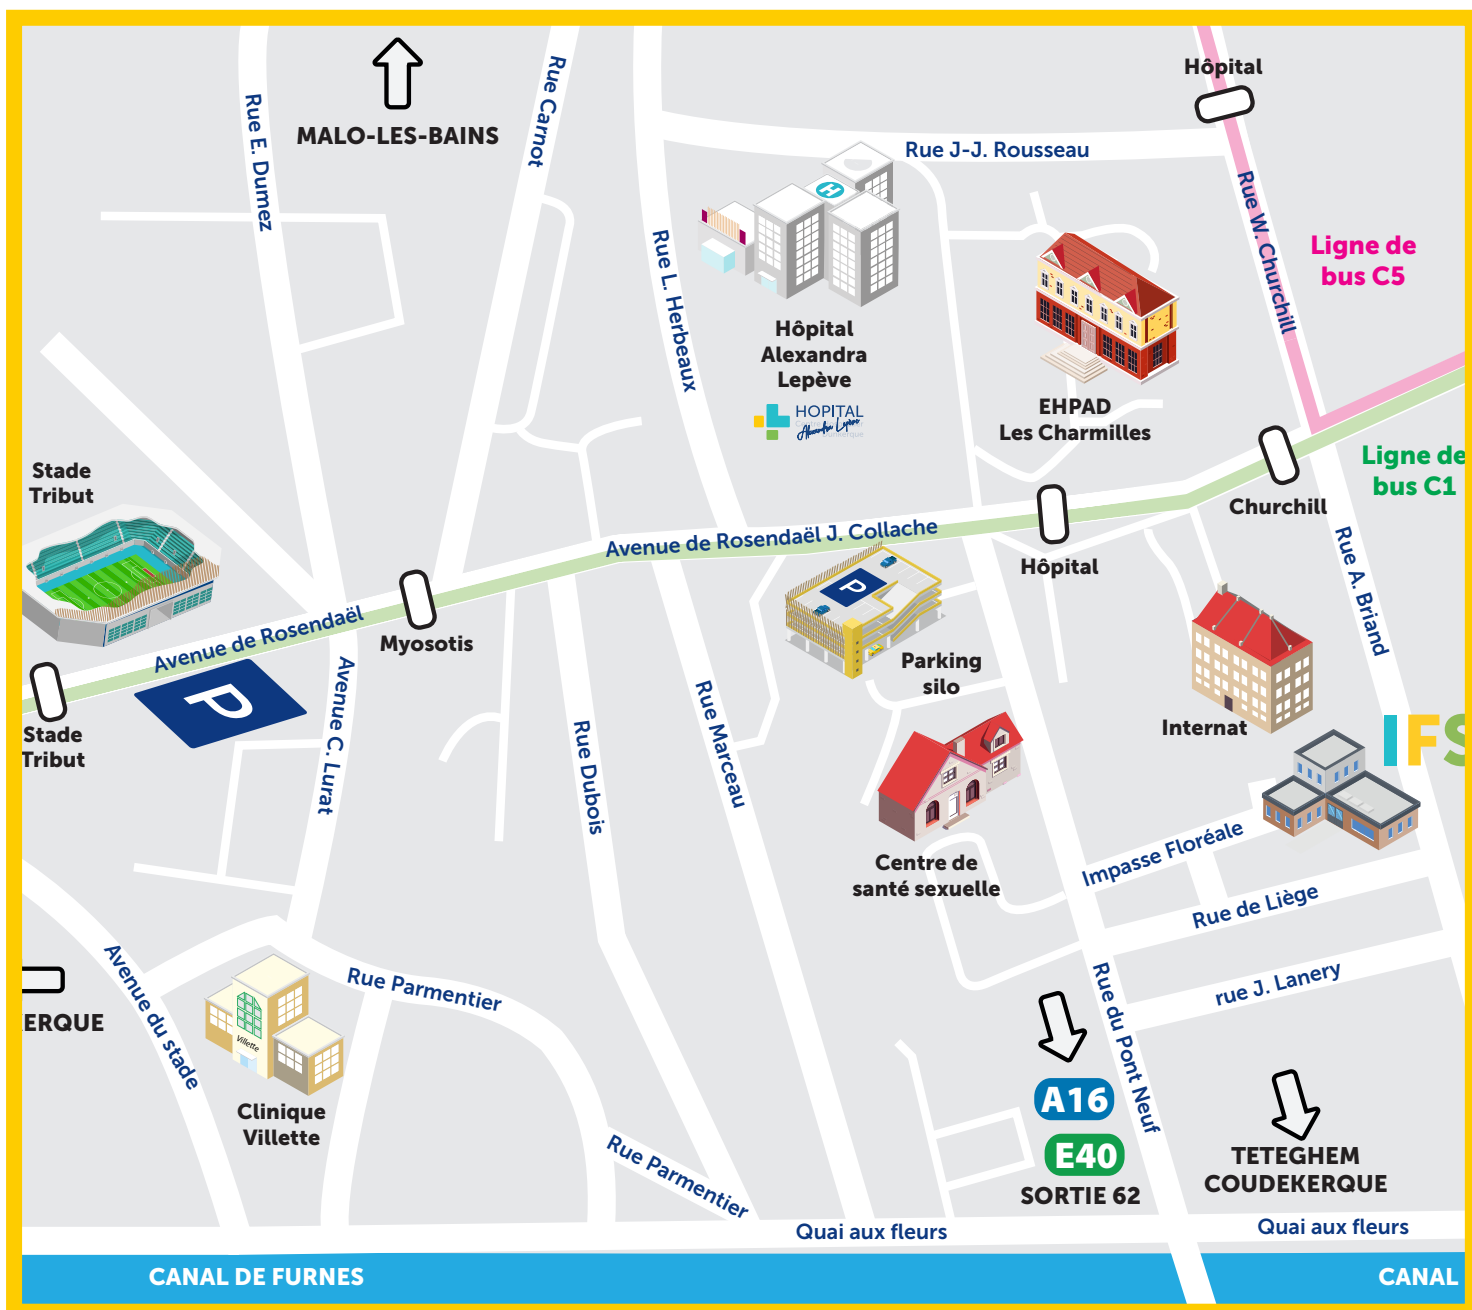 Hôpital
Rue Carnot
Rue E. Dumez
MALO-LES-BAINS
Rue J-J. Rousseau
H
Rue W. Churchill
Rue L. Herbeaux
Ligne de
bus C5
Hôpital
Alexandra
Lepève
HOPITAL
Alexandra Lepève
EHPAD
Les Charmilles
Ligne de
bus C1
Stade
Tribut
Churchill
Avenue de Rosendaël J. Collache
Hôpital
Rue A. Briand
P
Avenue de Rosendaël
Myosotis
Parking
silo
Avenue C. Lurat
P
Rue Marceau
Stade
Tribut
Internat
IFS
Rue Dubois
Impasse Floréale
Centre de
santé sexuelle
Rue de Liège
Avenue du stade
Rue Parmentier
rue J. Lanery
ERQUE
Villette
Rue du Pont Neuf
A16
Clinique
Villette
E40
SORTIE 62
TETEGHEM
COUDEKERQUE
Rue Parmentier
Quai aux fleurs
Quai aux fleurs
CANAL DE FURNES
CANAL